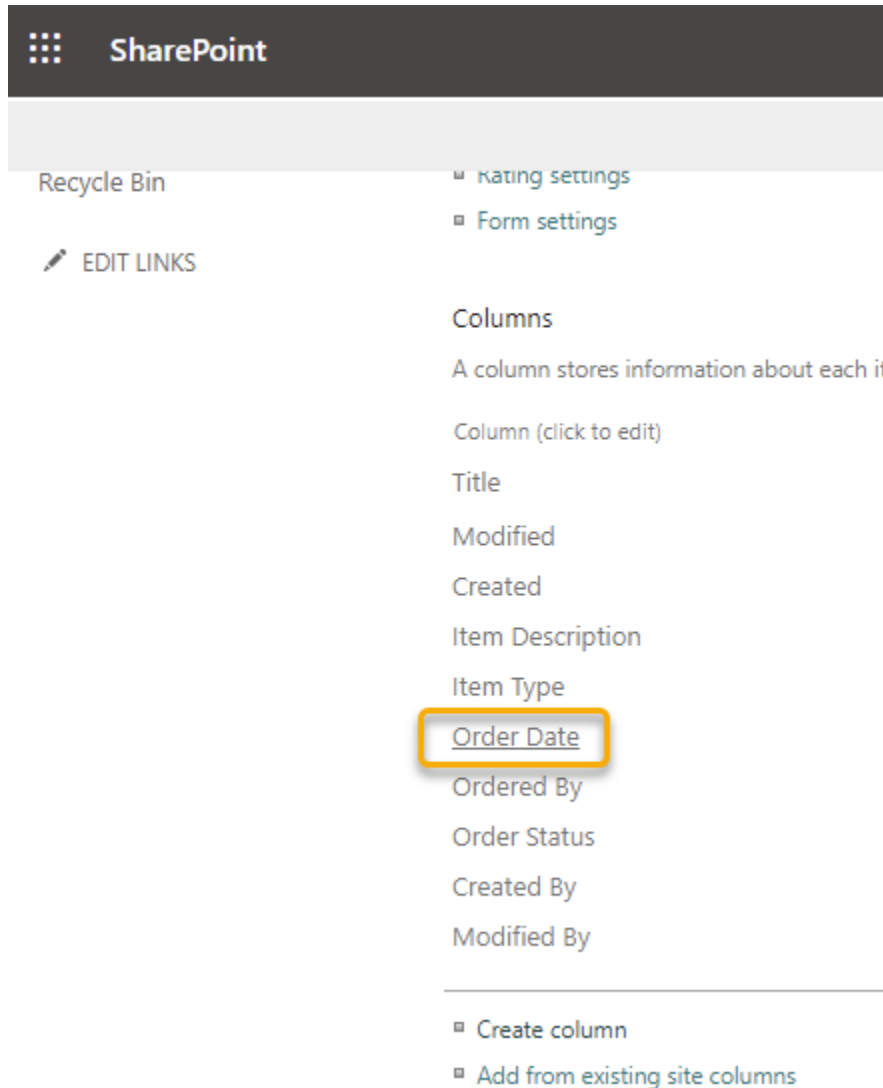 SharePoint
Recycle Bin
EDIT LINKS
Rating settings
Form settings
Columns
A column stores information about each it
Column (click to edit)
Title
Modified
Created
Item Description
Item Type
Order Date
Ordered By
Order Status
Created By
Modified By
Create column
Add from existing site columns